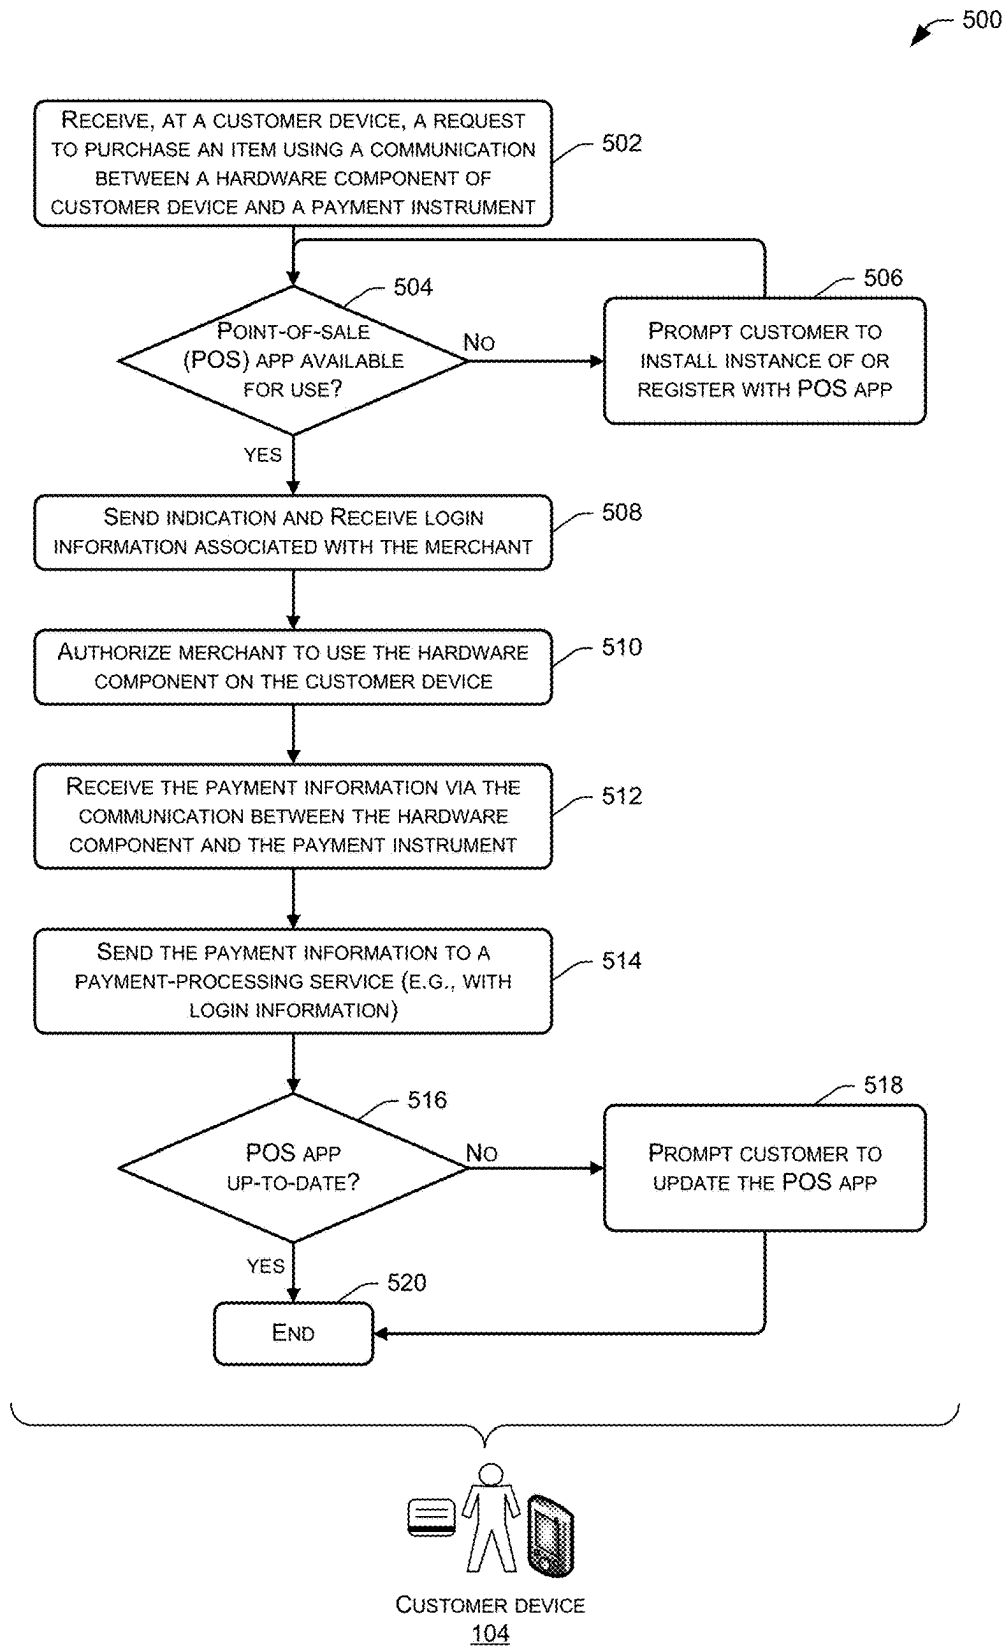 500
RECEIVE, AT A CUSTOMER DEVICE, A REQUEST
TO PURCHASE AN ITEM USING A COMMUNICATION
BETWEEN A HARDWARE COMPONENT OF
CUSTOMER DEVICE AND A PAYMENT INSTRUMENT
502
504
POINT-OF-SALE
(POS) APP AVAILABLE
FOR USE?
NO
506
PROMPT CUSTOMER TO
INSTALL INSTANCE OF OR
REGISTER WITH POS APP
YES
SEND INDICATION AND RECEIVE LOGIN
INFORMATION ASSOCIATED WITH THE MERCHANT
508
AUTHORIZE MERCHANT TO USE THE HARDWARE
COMPONENT ON THE CUSTOMER DEVICE
510
RECEIVE THE PAYMENT INFORMATION VIA THE
COMMUNICATION BETWEEN THE HARDWARE
COMPONENT AND THE PAYMENT INSTRUMENT
512
SEND THE PAYMENT INFORMATION TO A
PAYMENT-PROCESSING SERVICE (E.G., WITH
LOGIN INFORMATION)
514
516
POS APP
UP-TO-DATE?
NO
518
PROMPT CUSTOMER TO
UPDATE THE POS APP
YES
520
END
CUSTOMER DEVICE
104